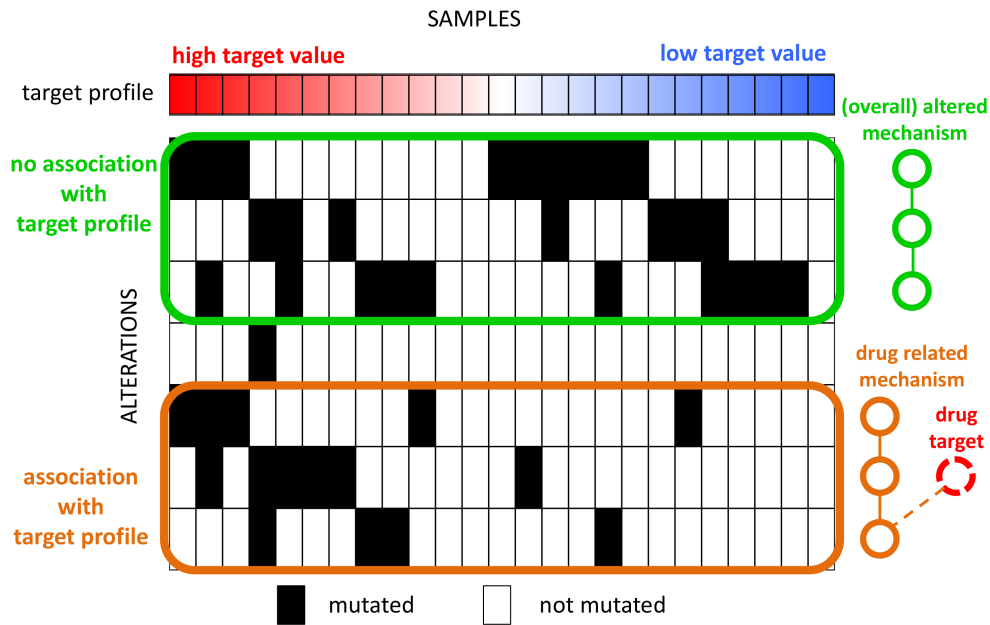 SAMPLES
high target value
low target value
target profile
(overall) altered
mechanism
no association
with
target profile
ALTERATIONS
drug related
mechanism
drug
target
association
with
target profile
mutated
not mutated